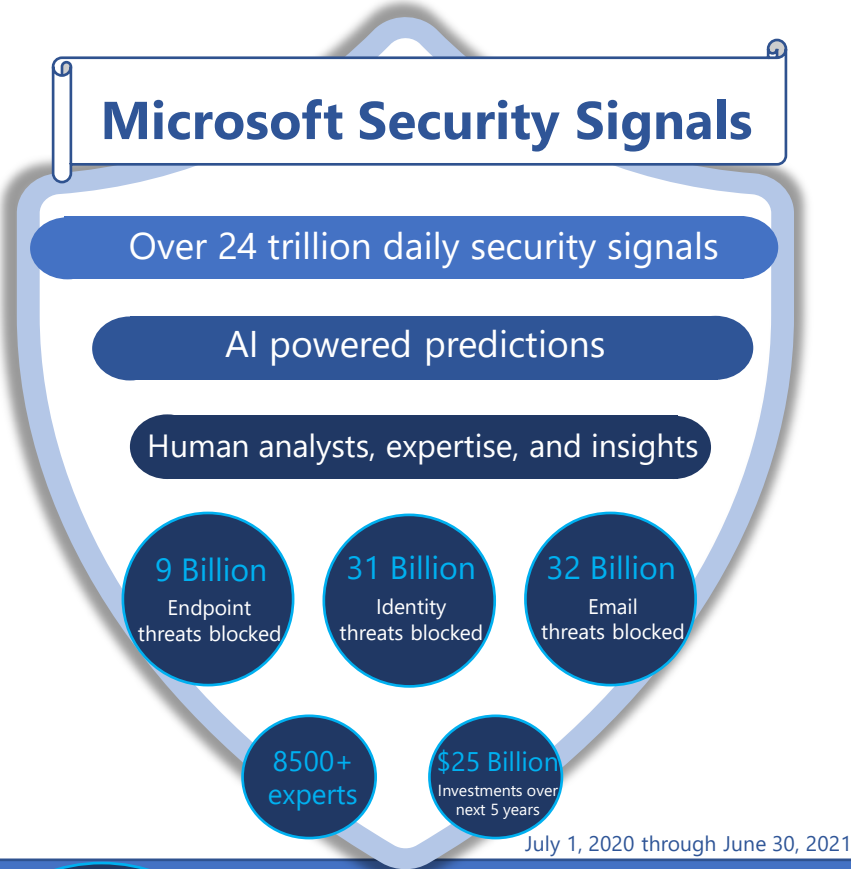 Microsoft Security Signals
Over 24 trillion daily security signals
AI powered predictions
Human analysts, expertise, and insights
9 Billion
Endpoint
threats blocked
31 Billion
Identity
threats blocked
32 Billion
Email
threats blocked
8500+
experts
$25 Billion
Investments over
next 5 years
July 1, 2020 through June 30, 2021